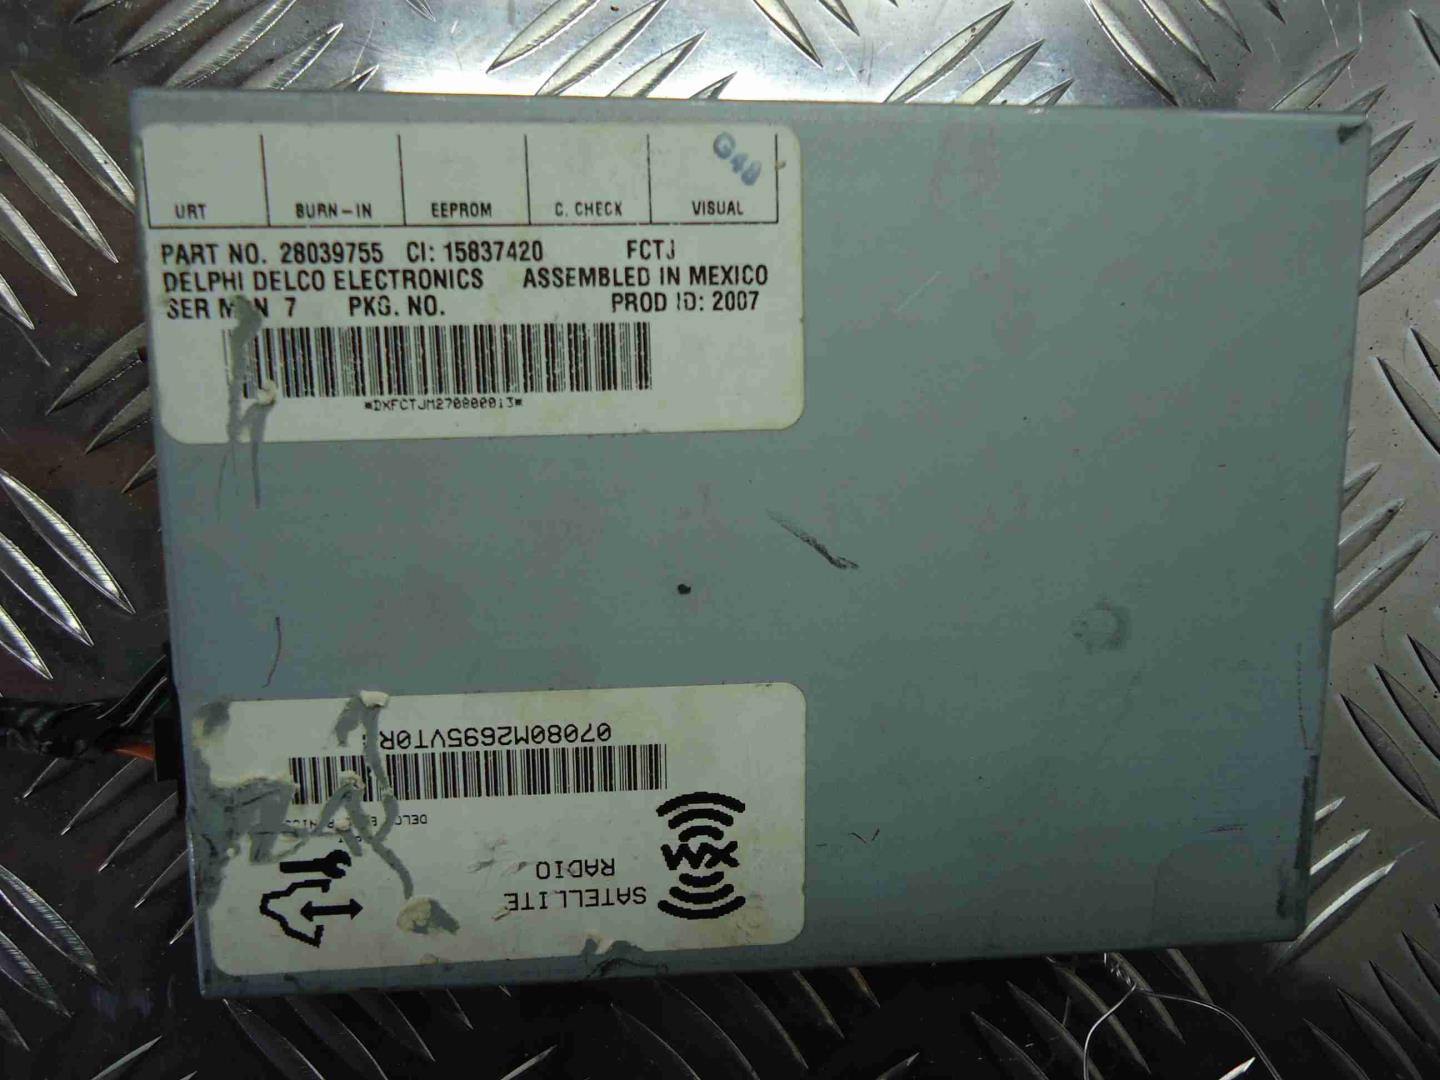 G48
URT BURN-IN EEPROM C. CHECK VISUAL
PART NO. 28039755 CI: 15837420 FCTJ
DELPHI DELCO ELECTRONICS ASSEMBLED IN MEXICO
SER N 7 PKG. NO. PROD ID: 2007
*DXFCTJM270800013*
07080M2695VT0R
XM
SATELLITE
RADIO